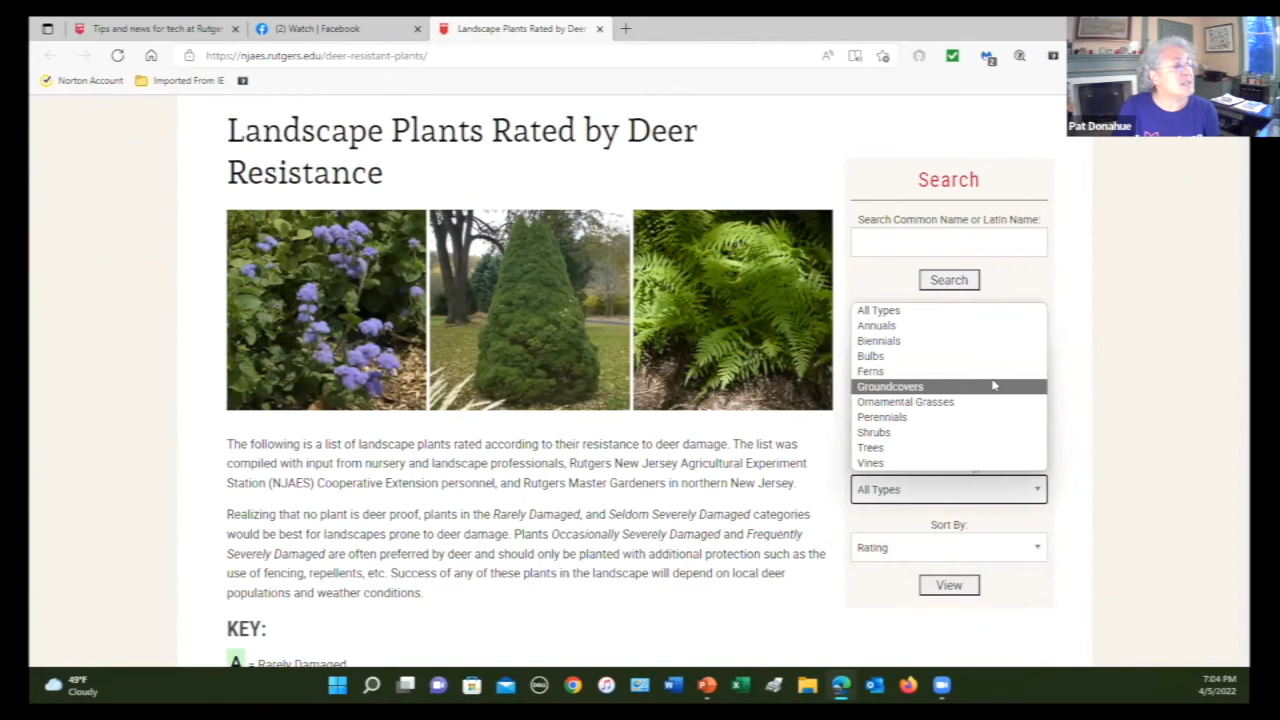 Tips and news for tech at Rutge
(2) Watch | Facebook
Landscape Plants Rated by Deer
https://njaes.rutgers.edu/deer-resistant-plants/
Norton Account
Imported From IE
Pat Donahue
Landscape Plants Rated by Deer
Resistance
The following is a list of landscape plants rated according to their resistance to deer damage. The list was
compiled with input from nursery and landscape professionals, Rutgers New Jersey Agricultural Experiment
Station (NJAES) Cooperative Extension personnel, and Rutgers Master Gardeners in northern New Jersey.
Realizing that no plant is deer proof, plants in the Rarely Damaged, and Seldom Severely Damaged categories
would be best for landscapes prone to deer damage. Plants Occasionally Severely Damaged and Frequently
Severely Damaged are often preferred by deer and should only be planted with additional protection such as the
use of fencing, repellents, etc. Success of any of these plants in the landscape will depend on local deer
populations and weather conditions.
KEY:
A = Rarely Damaged
Search
Search Common Name or Latin Name:
Search
All Types
Annuals
Biennials
Bulbs
Ferns
Groundcovers
Ornamental Grasses
Perennials
Shrubs
Trees
Vines
All Types
Sort By:
Rating
View
49°F
Cloudy
7:04 PM
4/5/2022